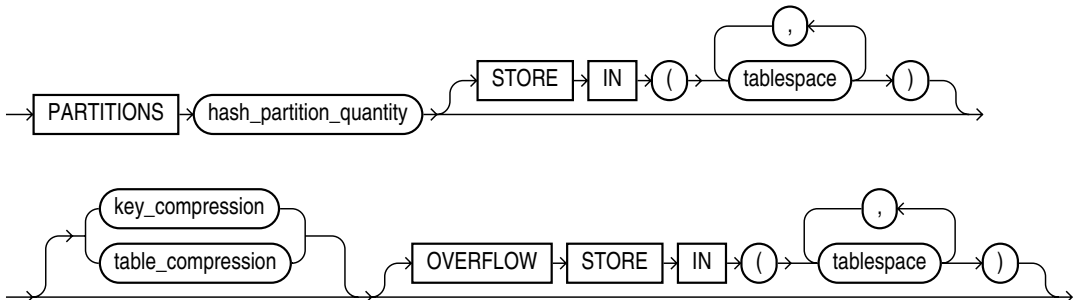 ,
STORE IN ( tablespace )
PARTITIONS hash_partition_quantity
key_compression ,
table_compression OVERFLOW STORE IN ( tablespace )